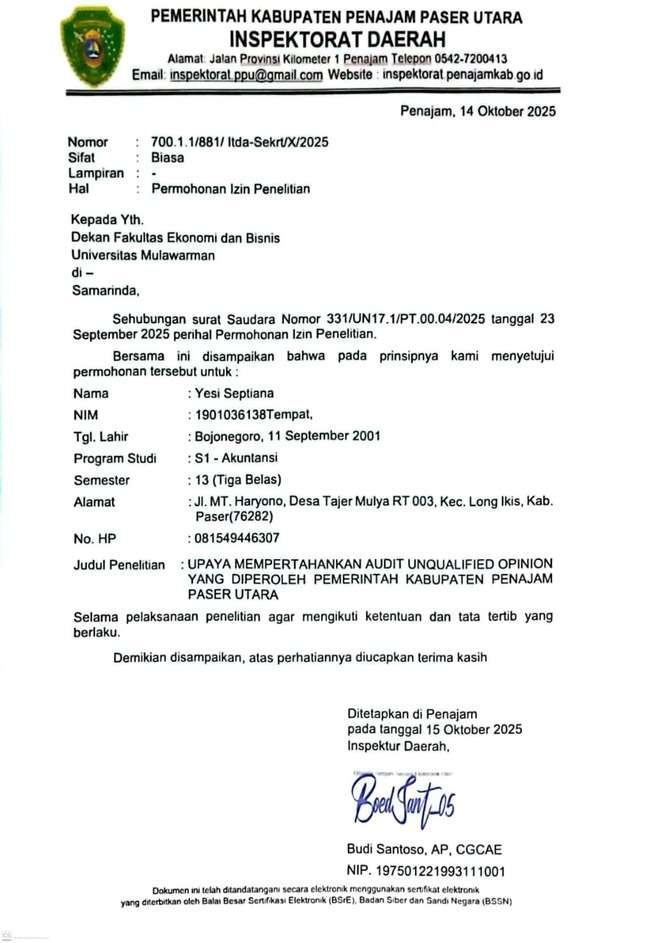 PEMERINTAH KABUPATEN PENAJAM PASER UTARA
INSPEKTORAT DAERAH
Alamat: Jalan Provinsi Kilometer 1 Penajam Telepon 0542-7200413
Email: inspektorat.ppu@gmail.com Website : inspektorat.penajamkab.go.id
Penajam, 14 Oktober 2025
Nomor : 700.1.1/881/ Itda-Sekrt/X/2025
Sifat : Biasa
Lampiran : -
Hal : Permohonan Izin Penelitian
Kepada Yth.
Dekan Fakultas Ekonomi dan Bisnis
Universitas Mulawarman
di –
Samarinda,
Sehubungan surat Saudara Nomor 331/UN17.1/PT.00.04/2025 tanggal 23
September 2025 perihal Permohonan Izin Penelitian.
Bersama ini disampaikan bahwa pada prinsipnya kami menyetujui
permohonan tersebut untuk :
Nama : Yesi Septiana
NIM : 1901036138Tempat,
Tgl. Lahir : Bojonegoro, 11 September 2001
Program Studi : S1 - Akuntansi
Semester : 13 (Tiga Belas)
Alamat : Jl. MT. Haryono, Desa Tajer Mulya RT 003, Kec. Long Ikis, Kab.
Paser(76282)
No. HP : 081549446307
Judul Penelitian : UPAYA MEMPERTAHANKAN AUDIT UNQUALIFIED OPINION
YANG DIPEROLEH PEMERINTAH KABUPATEN PENAJAM
PASER UTARA
Selama pelaksanaan penelitian agar mengikuti ketentuan dan tata tertib yang
berlaku.
Demikian disampaikan, atas perhatiannya diucapkan terima kasih
Ditetapkan di Penajam
pada tanggal 15 Oktober 2025
Inspektur Daerah,
Budi Santoso, AP, CGCAE
NIP. 197501221993111001
Dokumen ini telah ditandatangani secara elektronik menggunakan sertifikat elektronik
yang diterbitkan oleh Balai Besar Sertifikasi Elektronik (BSrE), Badan Siber dan Sandi Negara (BSSN)